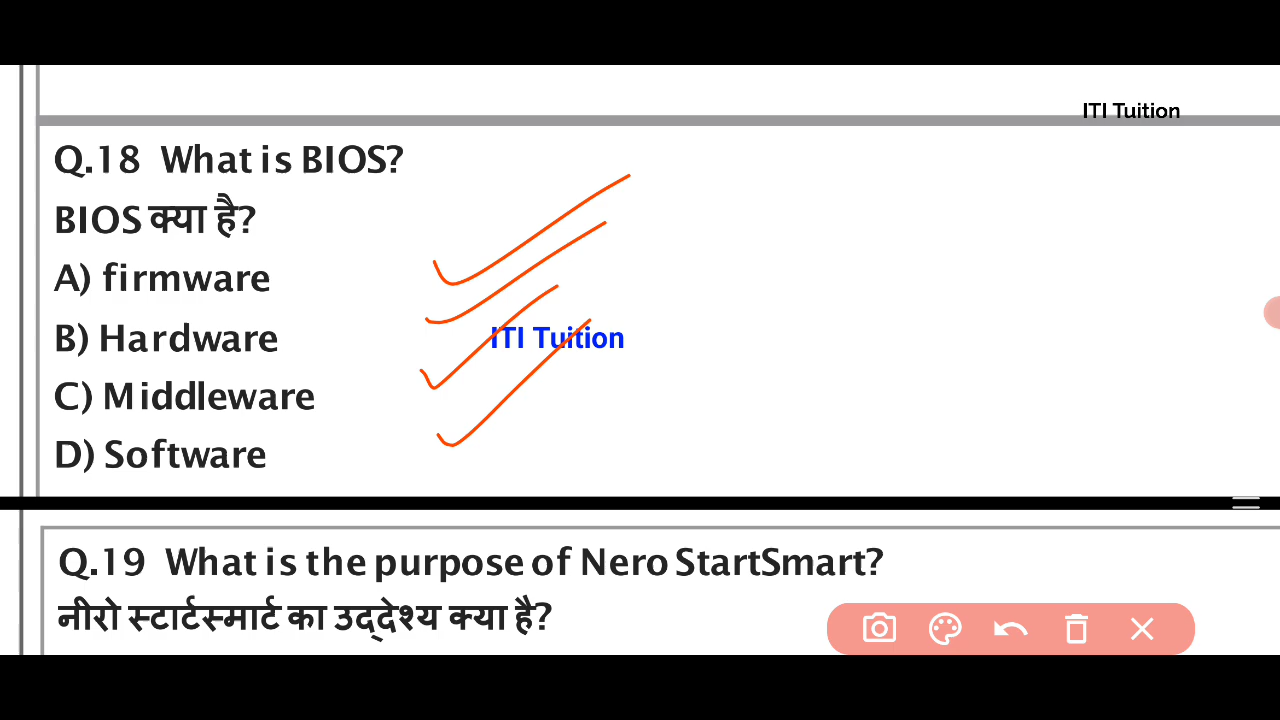 ITI Tuition
Q.18 What is BIOS?
BIOS क्या है?
A) firmware
B) Hardware
ITI Tuition
C) Middleware
D) Software
Q.19 What is the purpose of Nero StartSmart?
नीरो स्टार्टस्मार्ट का उद्देश्य क्या है?